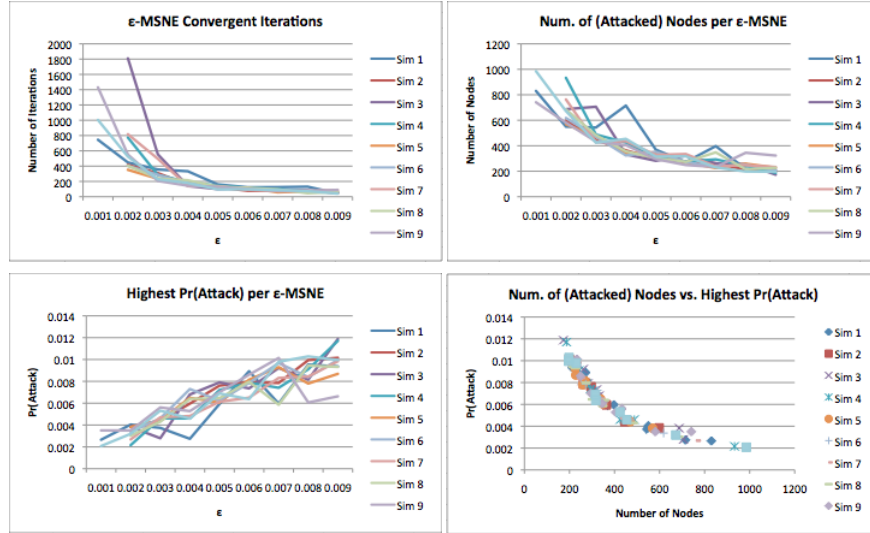 ε-MSNE Convergent Iterations
Number of Iterations
2000
1800
1600
1400
1200
1000
800
600
400
200
0
0.001 0.002 0.003 0.004 0.005 0.006 0.007 0.008 0.009
ε
Sim 1
Sim 2
Sim 3
Sim 4
Sim 5
Sim 6
Sim 7
Sim 8
Sim 9
Num. of (Attacked) Nodes per ε-MSNE
Number of Nodes
1200
1000
800
600
400
200
0
0.001 0.002 0.003 0.004 0.005 0.006 0.007 0.008 0.009
ε
Sim 1
Sim 2
Sim 3
Sim 4
Sim 5
Sim 6
Sim 7
Sim 8
Sim 9
Highest Pr(Attack) per ε-MSNE
Pr(Attack)
0.014
0.012
0.01
0.008
0.006
0.004
0.002
0
0.001 0.002 0.003 0.004 0.005 0.006 0.007 0.008 0.009
ε
Sim 1
Sim 2
Sim 3
Sim 4
Sim 5
Sim 6
Sim 7
Sim 8
Sim 9
Num. of (Attacked) Nodes vs. Highest Pr(Attack)
Pr(Attack)
0.014
0.012
0.01
0.008
0.006
0.004
0.002
0
0 200 400 600 800 1000 1200
Number of Nodes
Sim 1
Sim 2
Sim 3
Sim 4
Sim 5
Sim 6
Sim 7
Sim 8
Sim 9